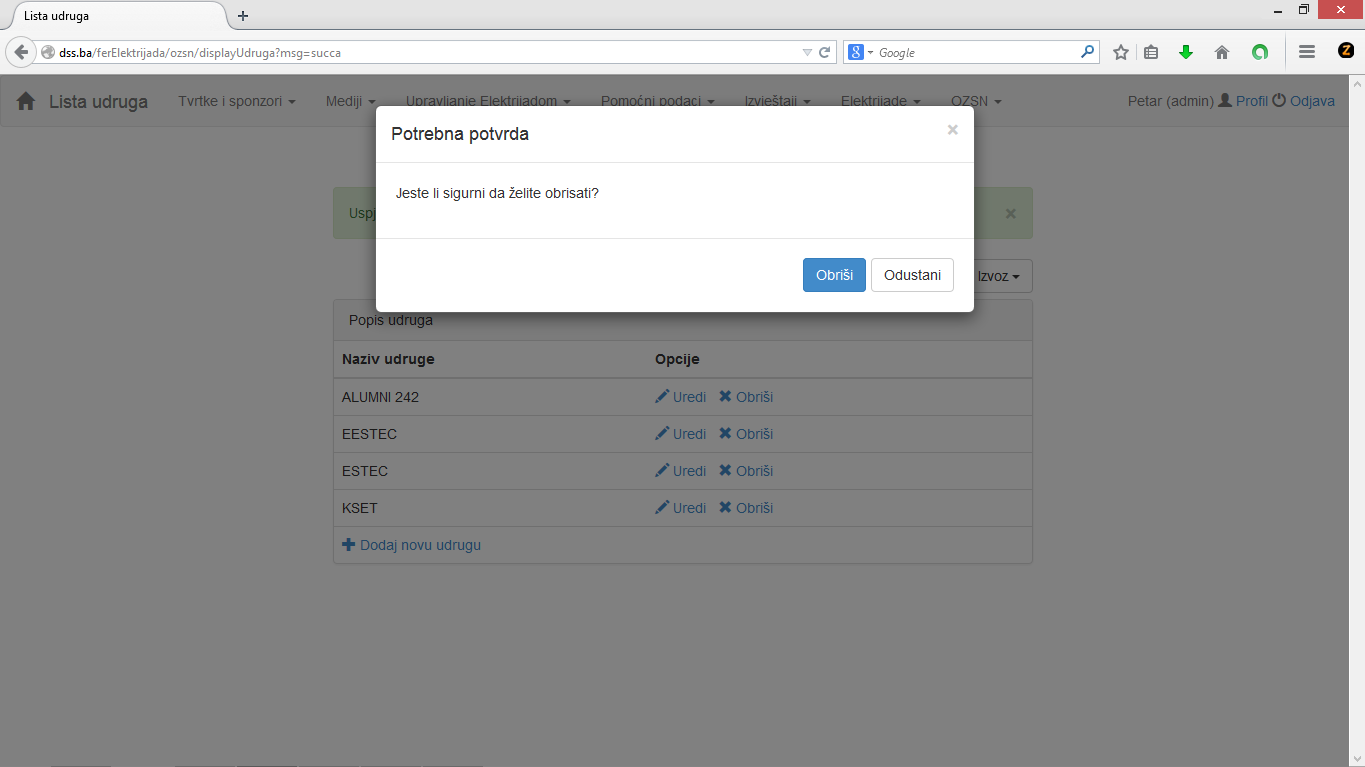 Lista udruga
dss.ba/ferElektrijada/ozsn/displayUdruga?msg=succa
Google
Lista udruga Tvrtke i sponzori Mediji Upravljanje Elektrijadom Pomoćni podaci Izvještaji Elektrijade OZSN Petar (admin) Profil Odjava
Potrebna potvrda ×
Jeste li sigurni da želite obrisati?
Obriši Odustani
×
Izvoz
Popis udruga
Naziv udruge Opcije
ALUMNI 242 Uredi Obriši
EESTEC Uredi Obriši
ESTEC Uredi Obriši
KSET Uredi Obriši
Dodaj novu udrugu